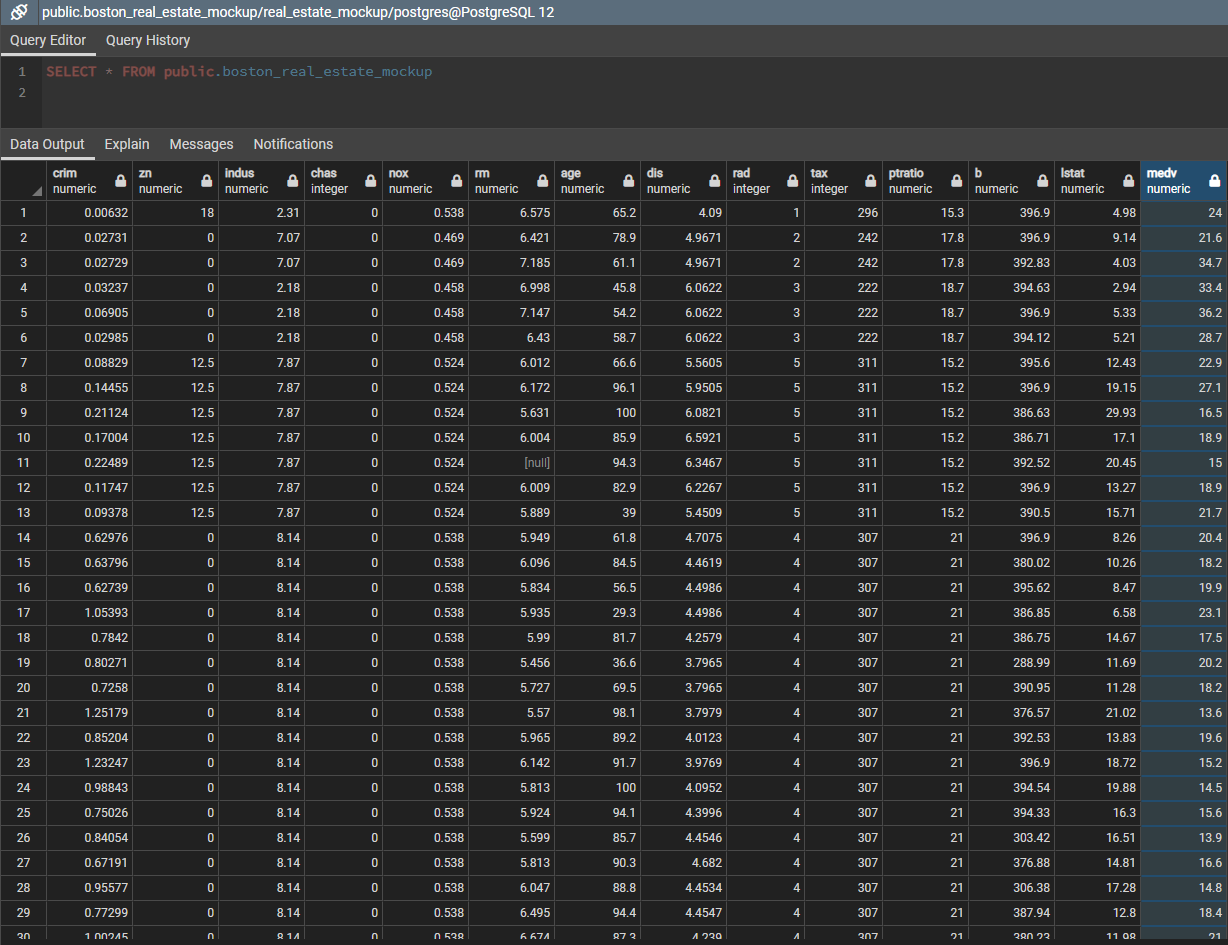 public.boston_real_estate_mockup/real_estate_mockup/postgres@PostgreSQL 12
Query Editor Query History
1 SELECT * FROM public.boston_real_estate_mockup
2
Data Output Explain Messages Notifications
crim zn indus chas nox rm age dis rad tax ptratio b lstat medv
numeric numeric numeric integer numeric numeric numeric numeric integer integer numeric numeric numeric numeric
1 0.00632 18 2.31 0 0.538 6.575 65.2 4.09 1 296 15.3 396.9 4.98 24
2 0.02731 0 7.07 0 0.469 6.421 78.9 4.9671 2 242 17.8 396.9 9.14 21.6
3 0.02729 0 7.07 0 0.469 7.185 61.1 4.9671 2 242 17.8 392.83 4.03 34.7
4 0.03237 0 2.18 0 0.458 6.998 45.8 6.0622 3 222 18.7 394.63 2.94 33.4
5 0.06905 0 2.18 0 0.458 7.147 54.2 6.0622 3 222 18.7 396.9 5.33 36.2
6 0.02985 0 2.18 0 0.458 6.43 58.7 6.0622 3 222 18.7 394.12 5.21 28.7
7 0.08829 12.5 7.87 0 0.524 6.012 66.6 5.5605 5 311 15.2 395.6 12.43 22.9
8 0.14455 12.5 7.87 0 0.524 6.172 96.1 5.9505 5 311 15.2 396.9 19.15 27.1
9 0.21124 12.5 7.87 0 0.524 5.631 100 6.0821 5 311 15.2 386.63 29.93 16.5
10 0.17004 12.5 7.87 0 0.524 6.004 85.9 6.5921 5 311 15.2 386.71 17.1 18.9
11 0.22489 12.5 7.87 0 0.524 [null] 94.3 6.3467 5 311 15.2 392.52 20.45 15
12 0.11747 12.5 7.87 0 0.524 6.009 82.9 6.2267 5 311 15.2 396.9 13.27 18.9
13 0.09378 12.5 7.87 0 0.524 5.889 39 5.4509 5 311 15.2 390.5 15.71 21.7
14 0.62976 0 8.14 0 0.538 5.949 61.8 4.7075 4 307 21 396.9 8.26 20.4
15 0.63796 0 8.14 0 0.538 6.096 84.5 4.4619 4 307 21 380.02 10.26 18.2
16 0.62739 0 8.14 0 0.538 5.834 56.5 4.4986 4 307 21 395.62 8.47 19.9
17 1.05393 0 8.14 0 0.538 5.935 29.3 4.4986 4 307 21 386.85 6.58 23.1
18 0.7842 0 8.14 0 0.538 5.99 81.7 4.2579 4 307 21 386.75 14.67 17.5
19 0.80271 0 8.14 0 0.538 5.456 36.6 3.7965 4 307 21 288.99 11.69 20.2
20 0.7258 0 8.14 0 0.538 5.727 69.5 3.7965 4 307 21 390.95 11.28 18.2
21 1.25179 0 8.14 0 0.538 5.57 98.1 3.7979 4 307 21 376.57 21.02 13.6
22 0.85204 0 8.14 0 0.538 5.965 89.2 4.0123 4 307 21 392.53 13.83 19.6
23 1.23247 0 8.14 0 0.538 6.142 91.7 3.9769 4 307 21 396.9 18.72 15.2
24 0.98843 0 8.14 0 0.538 5.813 100 4.0952 4 307 21 394.54 19.88 14.5
25 0.75026 0 8.14 0 0.538 5.924 94.1 4.3996 4 307 21 394.33 16.3 15.6
26 0.84054 0 8.14 0 0.538 5.599 85.7 4.4546 4 307 21 303.42 16.51 13.9
27 0.67191 0 8.14 0 0.538 5.813 90.3 4.682 4 307 21 376.88 14.81 16.6
28 0.95577 0 8.14 0 0.538 6.047 88.8 4.4534 4 307 21 306.38 17.28 14.8
29 0.77299 0 8.14 0 0.538 6.495 94.4 4.4547 4 307 21 387.94 12.8 18.4
30 1.00245 0 8.14 0 0.538 6.674 87.3 4.239 4 307 21 380.23 11.98 21